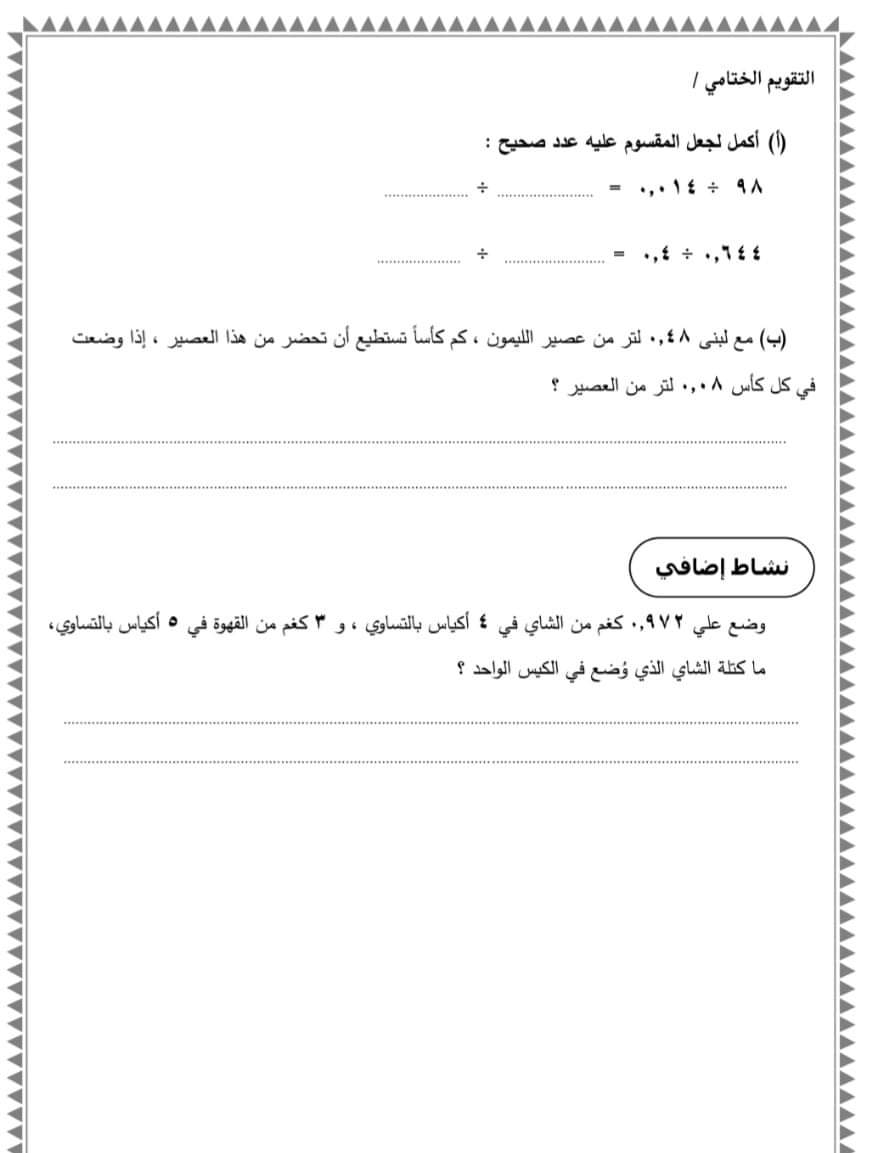 التقويم الختامي /
(أ) أكمل لجعل المقسوم عليه عدد صحيح :
٩٨ ÷ ٠,٠١٤ = .................... ÷ ....................
٠,٦٤٤ ÷ ٠,٤ = .................... ÷ ....................
(ب) مع لبنى ٠,٤٨ لتر من عصير الليمون ، كم كأساً تستطيع أن تحضر من هذا العصير ، إذا وضعت
في كل كأس ٠,٠٨ لتر من العصير ؟
نشاط إضافي
وضع علي ٠,٩٧٢ كغم من الشاي في ٤ أكياس بالتساوي ، و ٣ كغم من القهوة في ٥ أكياس بالتساوي،
ما كتلة الشاي الذي وُضع في الكيس الواحد ؟